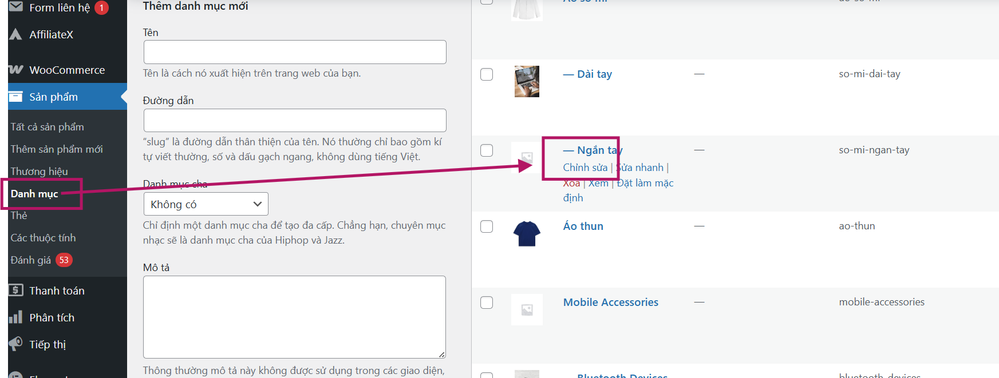 Form liên hệ 1
AffiliateX
WooCommerce
Sản phẩm
Tất cả sản phẩm
Thêm sản phẩm mới
Thương hiệu
Danh mục
Thẻ
Các thuộc tính
Đánh giá 53
Thanh toán
Phân tích
Tiếp thị
Thêm danh mục mới
Tên
Tên là cách nó xuất hiện trên trang web của bạn.
Đường dẫn
“slug” là đường dẫn thân thiện của tên. Nó thường chỉ bao gồm kí
tự viết thường, số và dấu gạch ngang, không dùng tiếng Việt.
Danh mục cha
Không có
Chỉ định một danh mục cha để tạo đa cấp. Chẳng hạn, chuyên mục
nhạc sẽ là danh mục cha của Hiphop và Jazz.
Mô tả
Thông thường mô tả này không được sử dụng trong các giao diện,
— Dài tay — so-mi-dai-tay
— Ngắn tay — so-mi-ngan-tay
Chỉnh sửa | Sửa nhanh |
Xóa | Xem | Đặt làm mặc
định
Áo thun — ao-thun
Mobile Accessories — mobile-accessories
Bluetooth Devices bluetooth-devices